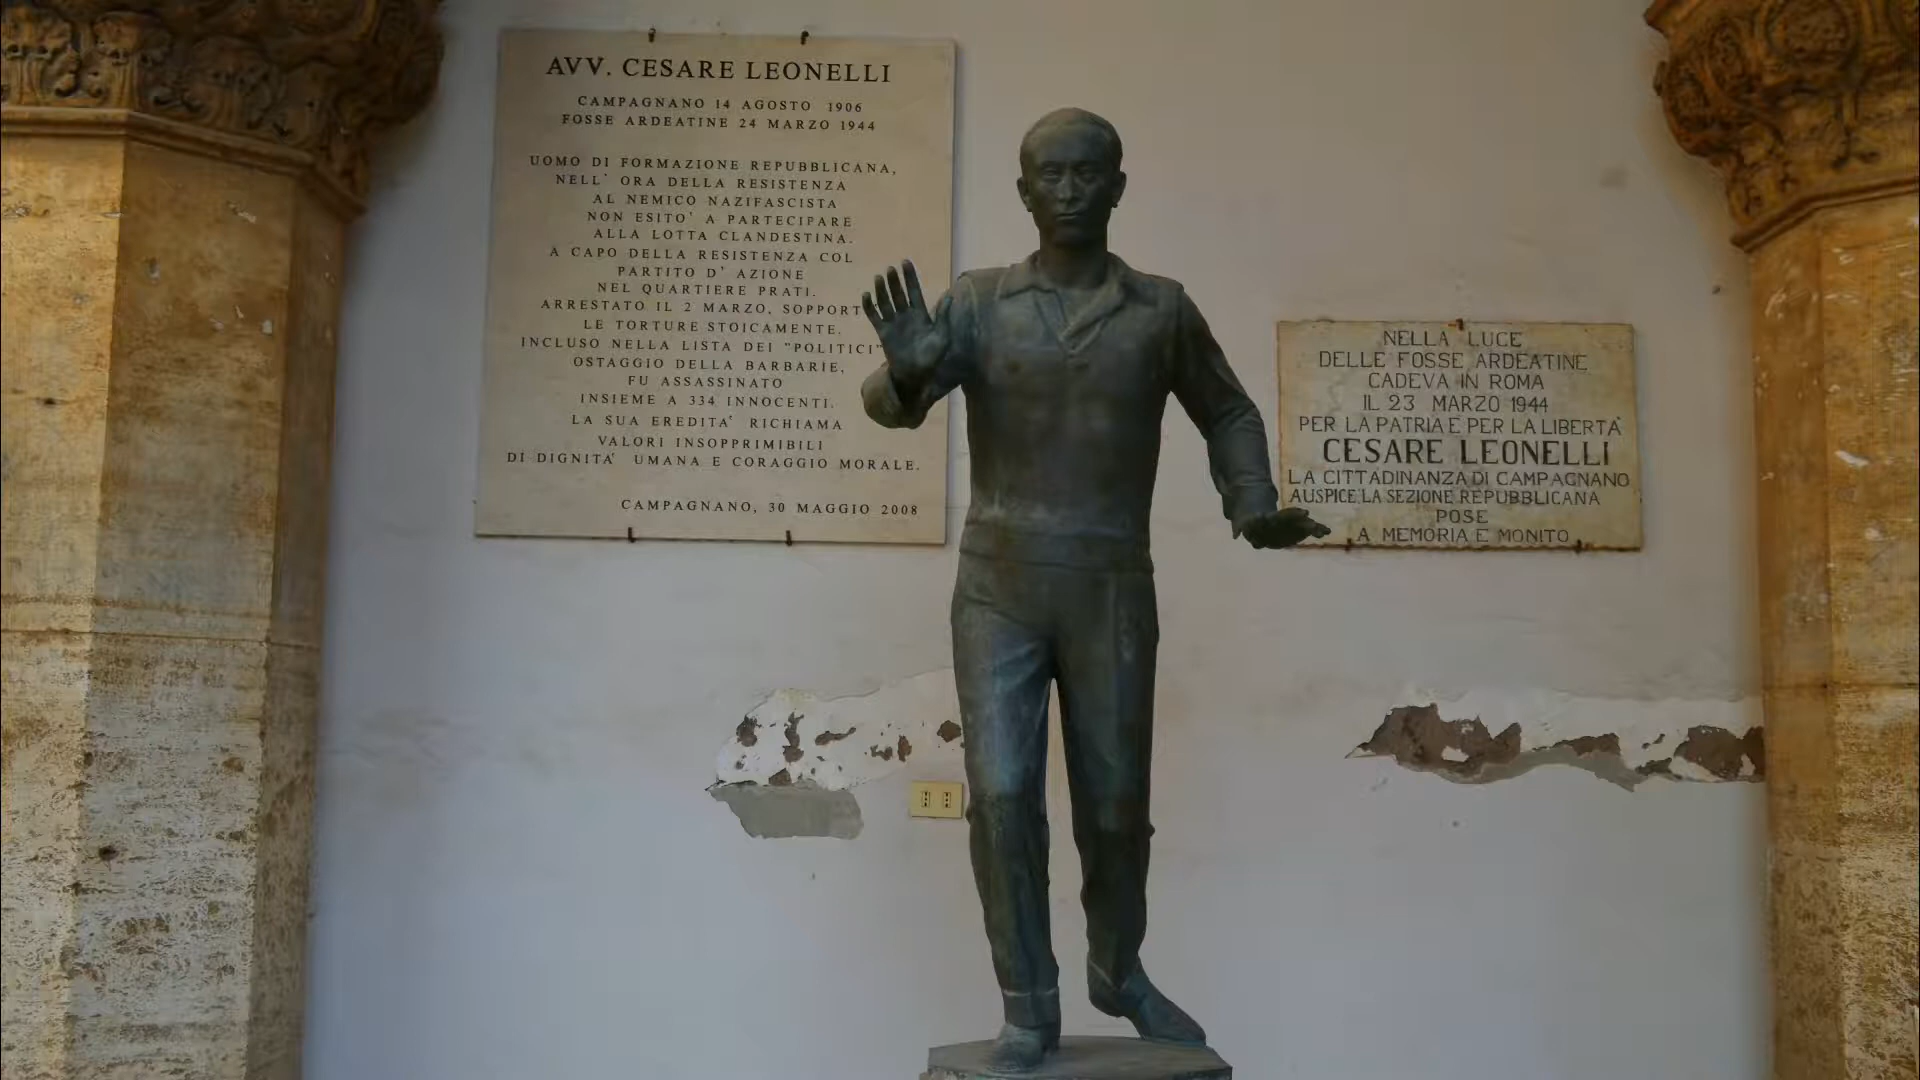 AVV. CESARE LEONELLI
CAMPAGNANO 14 AGOSTO 1906
FOSSE ARDEATINE 24 MARZO 1944
UOMO DI FORMAZIONE REPUBBLICANA,
NELL' ORA DELLA RESISTENZA
AL NEMICO NAZIFASCISTA
NON ESITO' A PARTECIPARE
ALLA LOTTA CLANDESTINA.
A CAPO DELLA RESISTENZA COL
PARTITO D' AZIONE
NEL QUARTIERE PRATI.
ARRESTATO IL 2 MARZO,
LE TORTURE STOICAMENTE.
INCLUSO NELLA LISTA DEI "POLITICI"
OSTAGGIO DELLA BARBARIE,
FU ASSASSINATO
INSIEME A 334 INNOCENTI.
LA SUA EREDITA' RICHIAMA
VALORI INSOPPRIMIBILI
DI DIGNITA' UMANA E CORAGGIO MORALE.
CAMPAGNANO, 30 MAGGIO 2008
NELLA LUCE
DELLE FOSSE ARDEATINE
CADEVA IN ROMA
IL 23 MARZO 1944
PER LA PATRIA E PER LA LIBERTA'
CESARE LEONELLI
LA CITTADINANZA DI CAMPAGNANO
AUSPICE LA SEZIONE REPUBBLICANA
POSE
A MEMORIA E MONITO